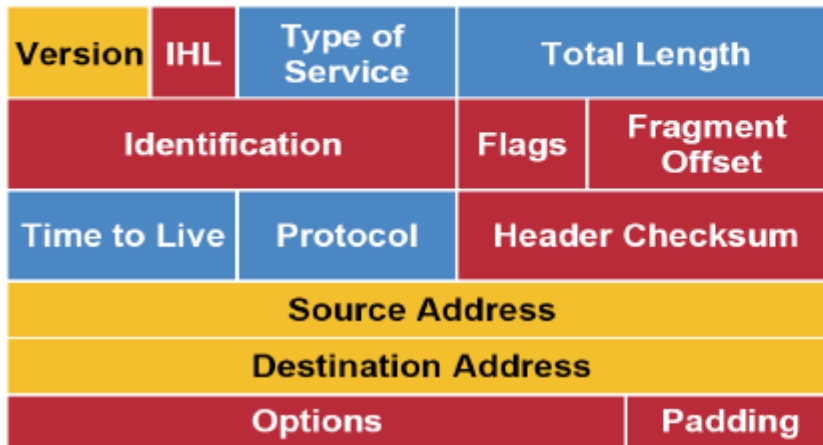 Version IHL Type of Service Total Length
Identification Flags Fragment Offset
Time to Live Protocol Header Checksum
Source Address
Destination Address
Options Padding